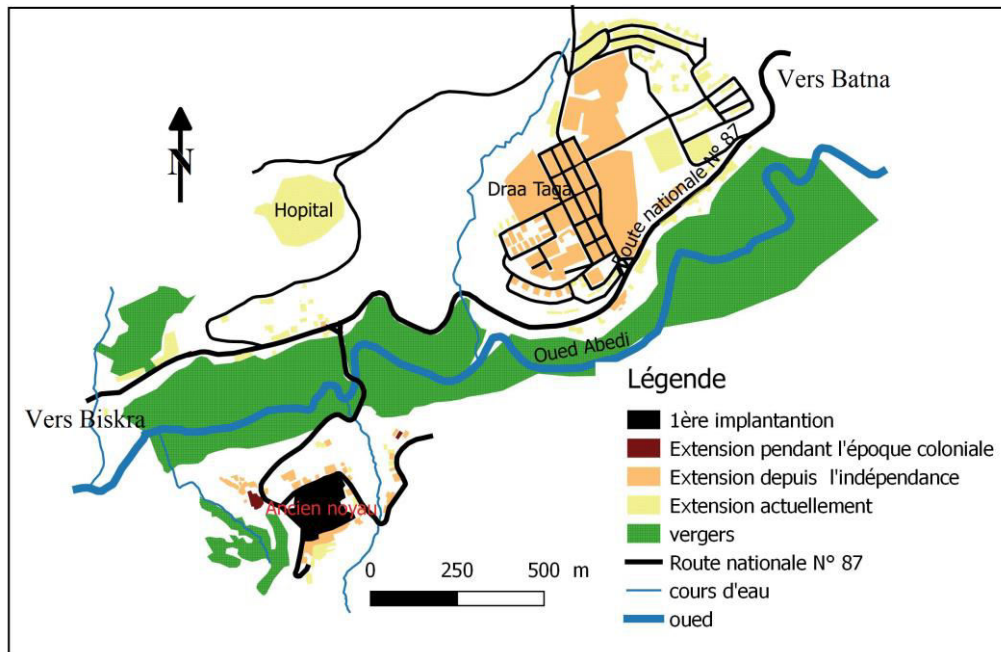 Vers Batna
N
Hopital
Draa Taga
Route nationale N° 87
Oued Abedi
Vers Biskra
Ancien noyau
Légende
1ère implantantion
Extension pendant l'époque coloniale
Extension depuis l'indépendance
Extension actuellement
vergers
Route nationale N° 87
cours d'eau
oued
0 250 500 m